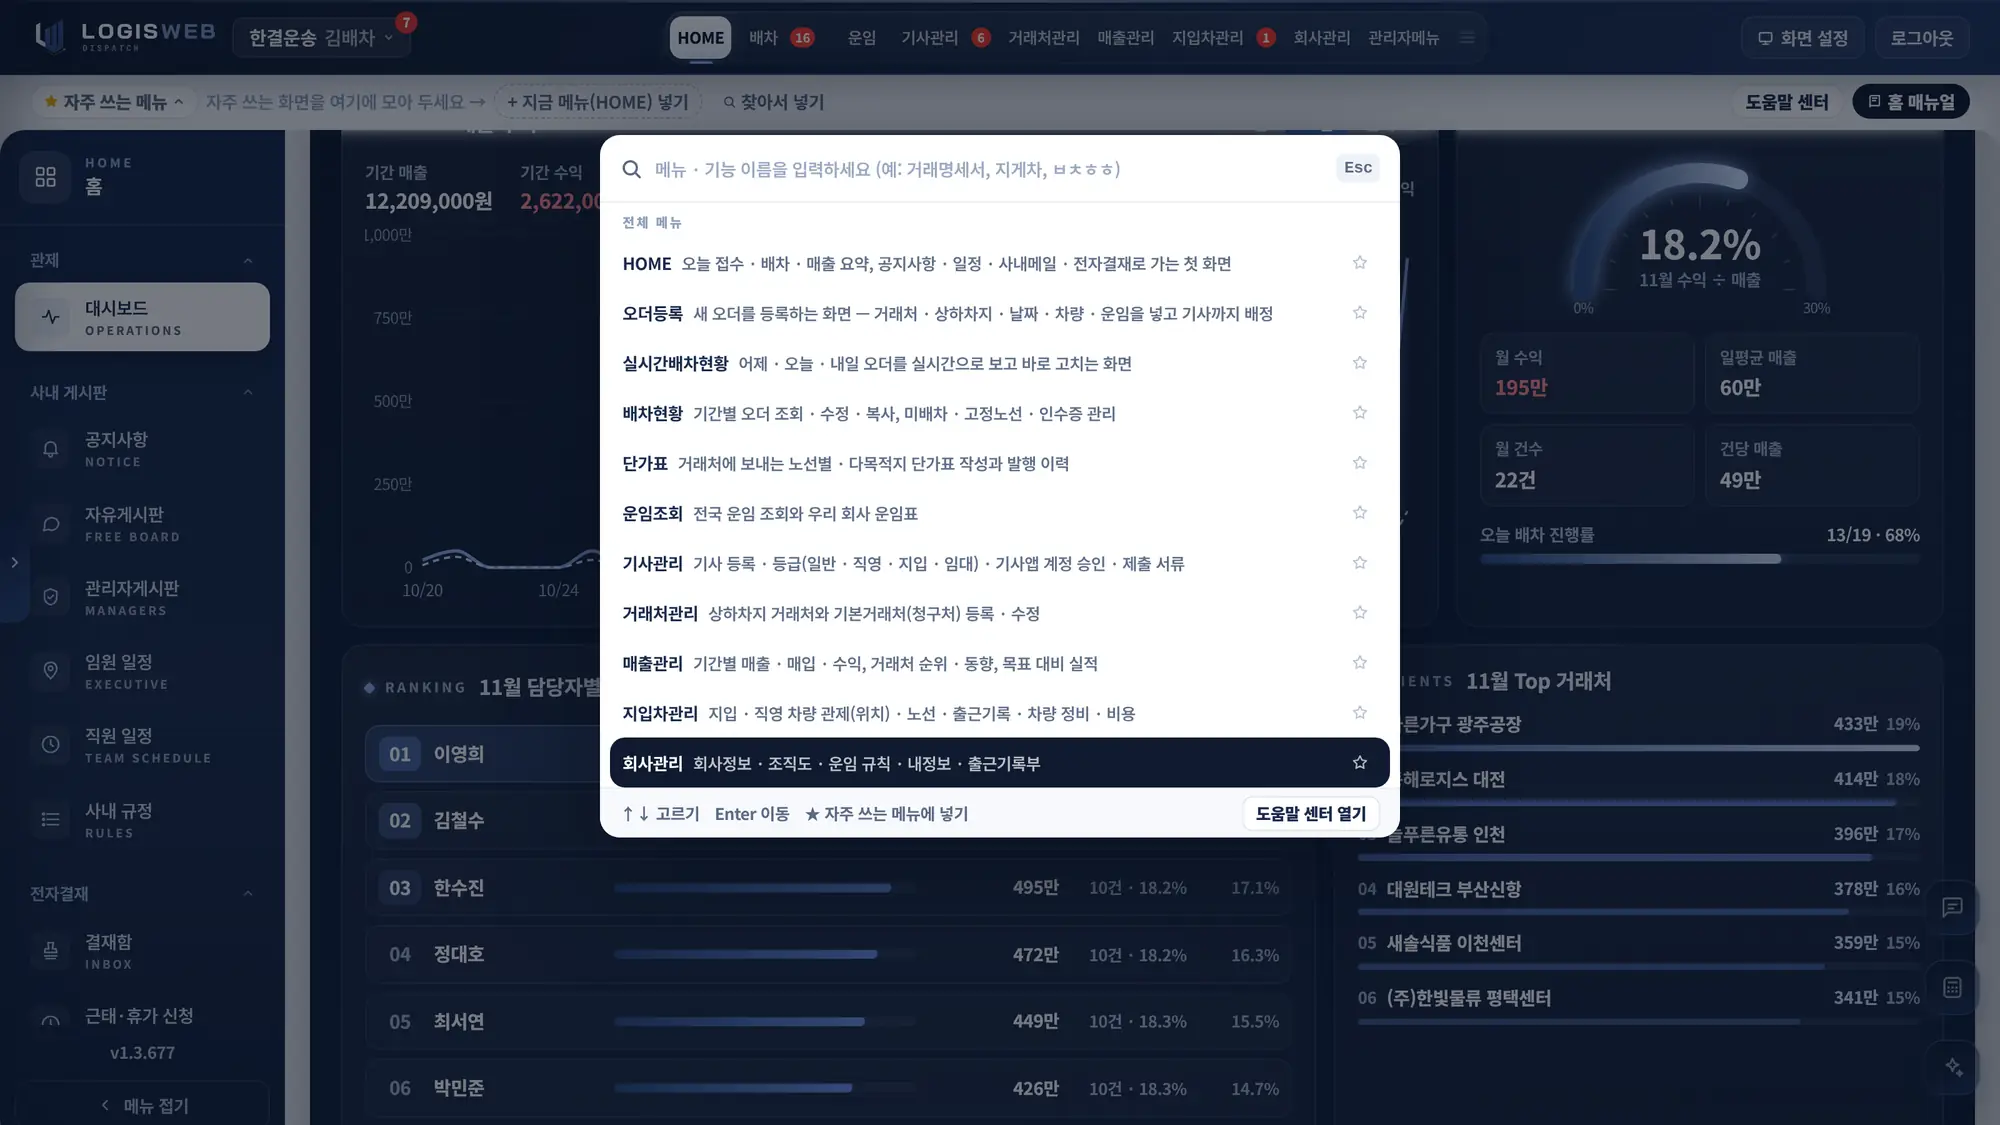 LOGISWEB
DISPATCH
한결운송 김배차
7
HOME
배차 16
운임
기사관리 6
거래처관리
매출관리
지입차관리 1
회사관리
관리자메뉴
화면 설정
로그아웃
★ 자주 쓰는 메뉴
자주 쓰는 화면을 여기에 모아 두세요 →
+ 지금 메뉴(HOME) 넣기
찾아서 넣기
도움말 센터
홈 매뉴얼
HOME
홈
관제
대시보드
OPERATIONS
사내 게시판
공지사항
NOTICE
자유게시판
FREE BOARD
관리자게시판
MANAGERS
임원 일정
EXECUTIVE
직원 일정
TEAM SCHEDULE
사내 규정
RULES
전자결재
결재함
INBOX
근태·휴가 신청
v1.3.677
메뉴 접기
기간 매출
12,209,000원
기간 수익
2,622,00
1,000만
750만
500만
250만
0
10/20
10/24
익
메뉴 · 기능 이름을 입력하세요 (예: 거래명세서, 지게차, ㅂㅊㅎㅎ)
Esc
전체 메뉴
HOME 오늘 접수 · 배차 · 매출 요약, 공지사항 · 일정 · 사내메일 · 전자결재로 가는 첫 화면
오더등록 새 오더를 등록하는 화면 — 거래처 · 상하차지 · 날짜 · 차량 · 운임을 넣고 기사까지 배정
실시간배차현황 어제 · 오늘 · 내일 오더를 실시간으로 보고 바로 고치는 화면
배차현황 기간별 오더 조회 · 수정 · 복사, 미배차 · 고정노선 · 인수증 관리
단가표 거래처에 보내는 노선별 · 다목적지 단가표 작성과 발행 이력
운임조회 전국 운임 조회와 우리 회사 운임표
기사관리 기사 등록 · 등급(일반 · 직영 · 지입 · 임대) · 기사앱 계정 승인 · 제출 서류
거래처관리 상하차지 거래처와 기본거래처(청구처) 등록 · 수정
매출관리 기간별 매출 · 매입 · 수익, 거래처 순위 · 동향, 목표 대비 실적
지입차관리 지입 · 직영 차량 관제(위치) · 노선 · 출근기록 · 차량 정비 · 비용
회사관리 회사정보 · 조직도 · 운임 규칙 · 내정보 · 출근기록부
↑↓ 고르기 Enter 이동 ★ 자주 쓰는 메뉴에 넣기
도움말 센터 열기
18.2%
11월 수익 ÷ 매출
0%
30%
월 수익
195만
일평균 매출
60만
월 건수
22건
건당 매출
49만
오늘 배차 진행률
13/19 · 68%
RANKING 11월 담당자별
01 이영희
02 김철수
03 한수진 495만 10건 · 18.2% 17.1%
04 정대호 472만 10건 · 18.2% 16.3%
05 최서연 449만 10건 · 18.3% 15.5%
06 박민준 426만 10건 · 18.3% 14.7%
IENTS 11월 Top 거래처
른가구 광주공장 433만 19%
해로지스 대전 414만 18%
늘푸른유통 인천 396만 17%
04 대원테크 부산신항 378만 16%
05 새솔식품 이천센터 359만 15%
06 (주)한빛물류 평택센터 341만 15%